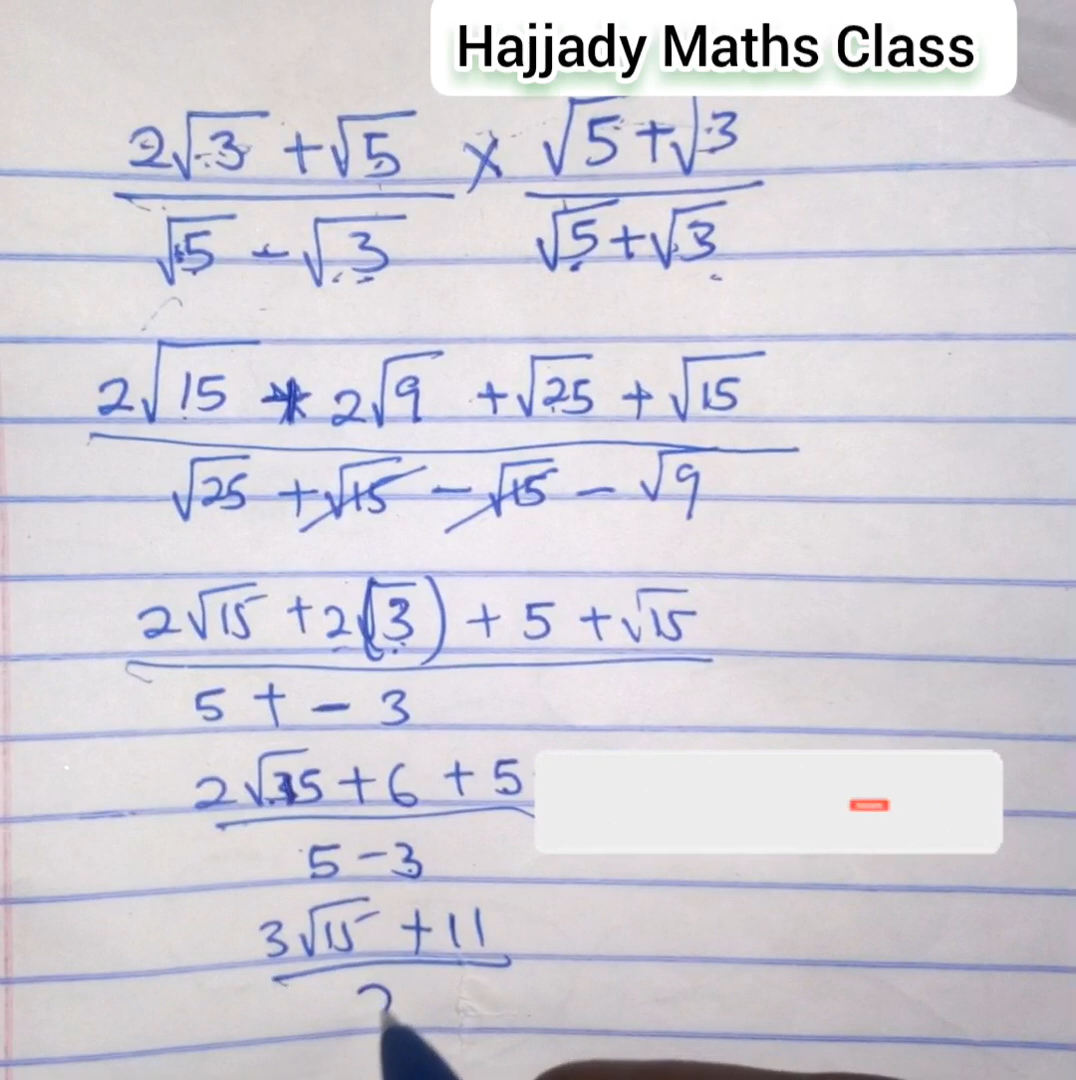 Hajjady Maths Class
2√3 + √5 × √5 + √3
√5 - √3 √5 + √3
2√15 + 2√9 + √25 + √15
√25 + √15 - √15 - √9
2√15 + 2(3) + 5 + √15
5 + - 3
2√15 + 6 + 5
5 - 3
3√15 + 11
2